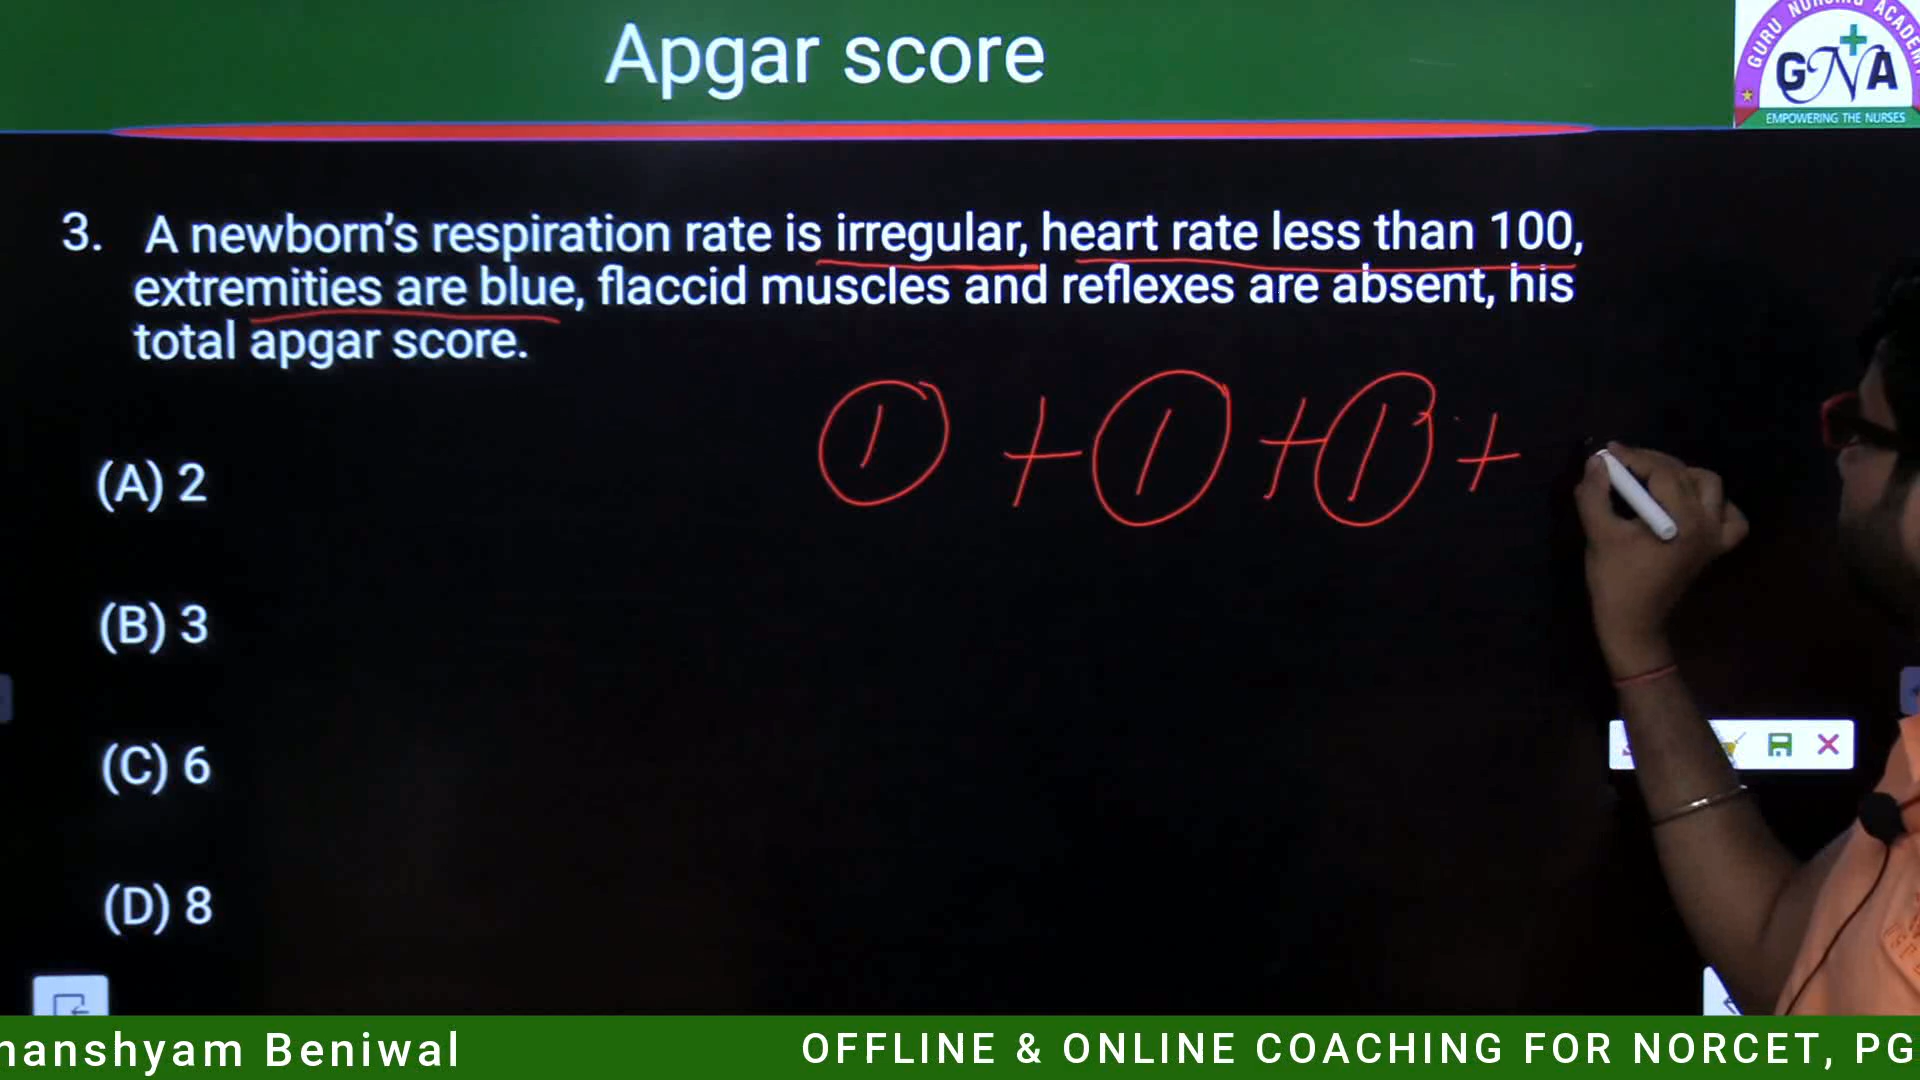 Apgar score
GURU NURSING ACADEMY
GNA
EMPOWERING THE NURSES
3. A newborn's respiration rate is irregular, heart rate less than 100,
extremities are blue, flaccid muscles and reflexes are absent, his
total apgar score.
1 + 1 + 1 +
(A) 2
(B) 3
(C) 6
(D) 8
hanshyam Beniwal
OFFLINE & ONLINE COACHING FOR NORCET, PG